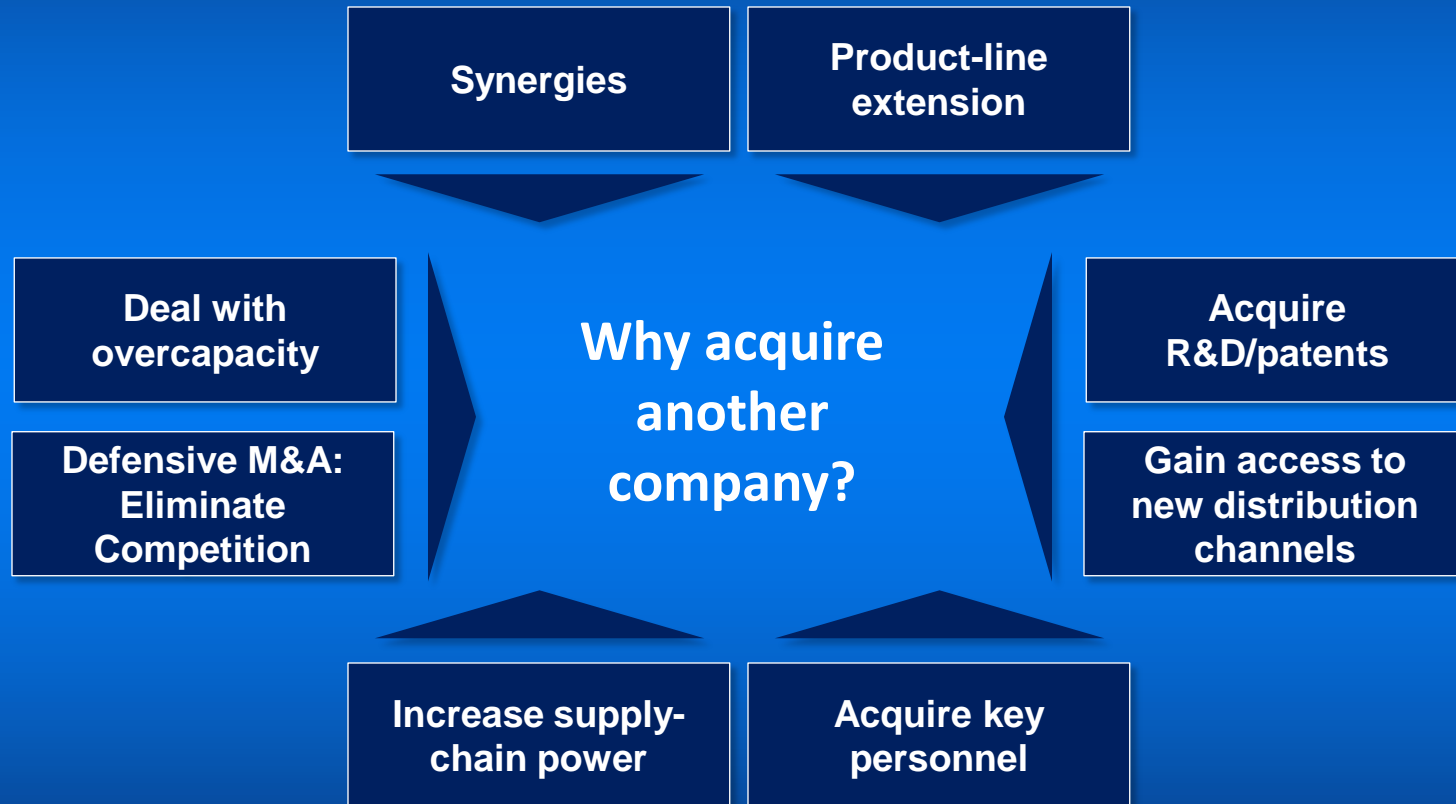 Synergies
Product-line
extension
Deal with
overcapacity
Why acquire
another
company?
Acquire
R&D/patents
Defensive M&A:
Eliminate
Competition
Gain access to
new distribution
channels
Increase supply-
chain power
Acquire key
personnel